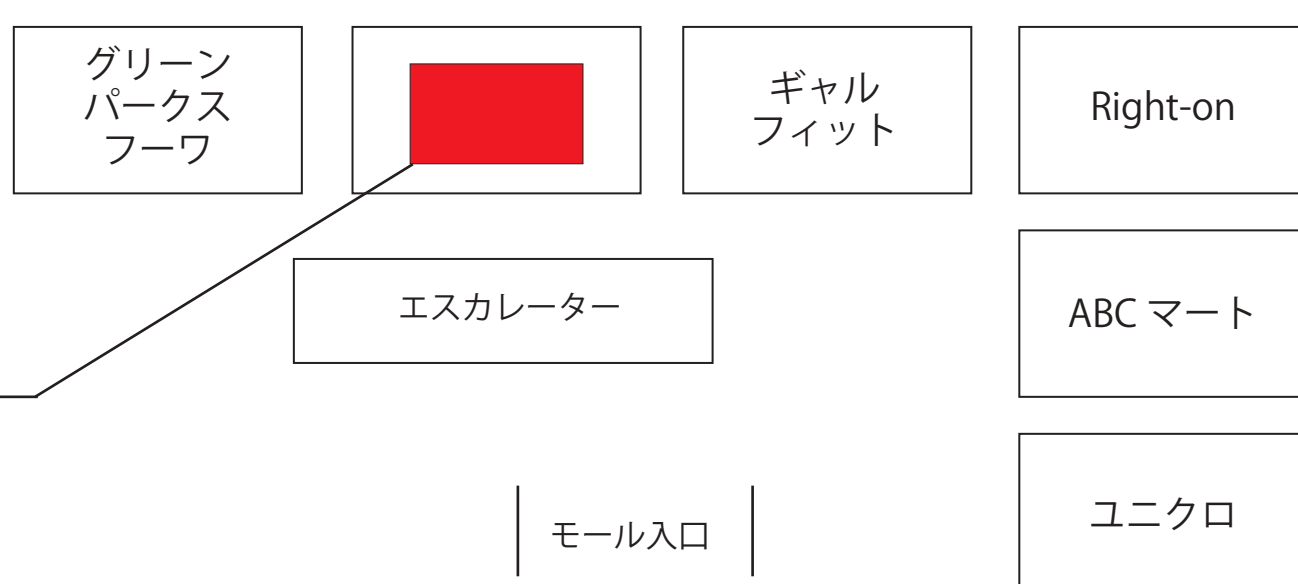 グリーン
パークス
フーワ
ギャル
フィット
Right-on
エスカレーター
ABC マート
ユニクロ
モール入口